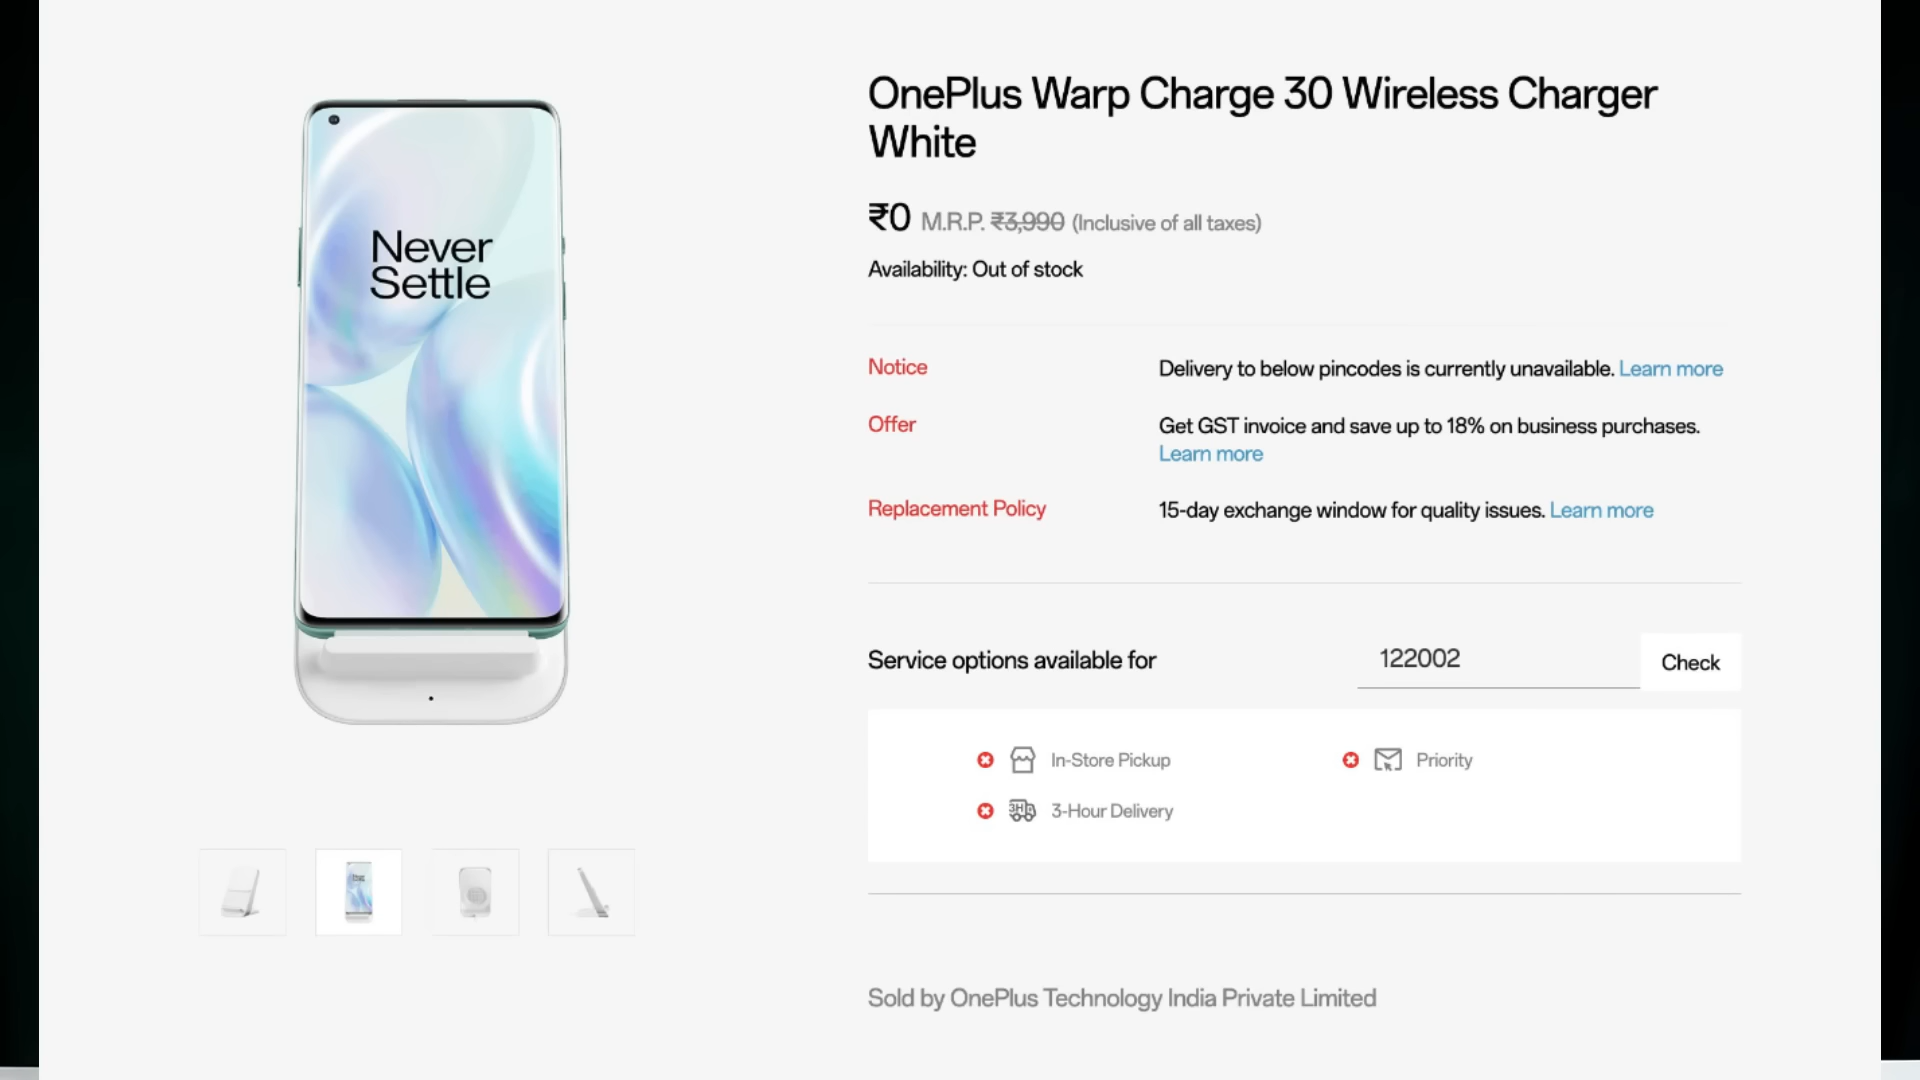 Never
Settle
OnePlus Warp Charge 30 Wireless Charger
White
₹0 M.R.P. ₹3,990 (Inclusive of all taxes)
Availability: Out of stock
Notice
Delivery to below pincodes is currently unavailable. Learn more
Offer
Get GST invoice and save up to 18% on business purchases.
Learn more
Replacement Policy
15-day exchange window for quality issues. Learn more
Service options available for
122002
Check
In-Store Pickup
Priority
3H
3-Hour Delivery
Sold by OnePlus Technology India Private Limited